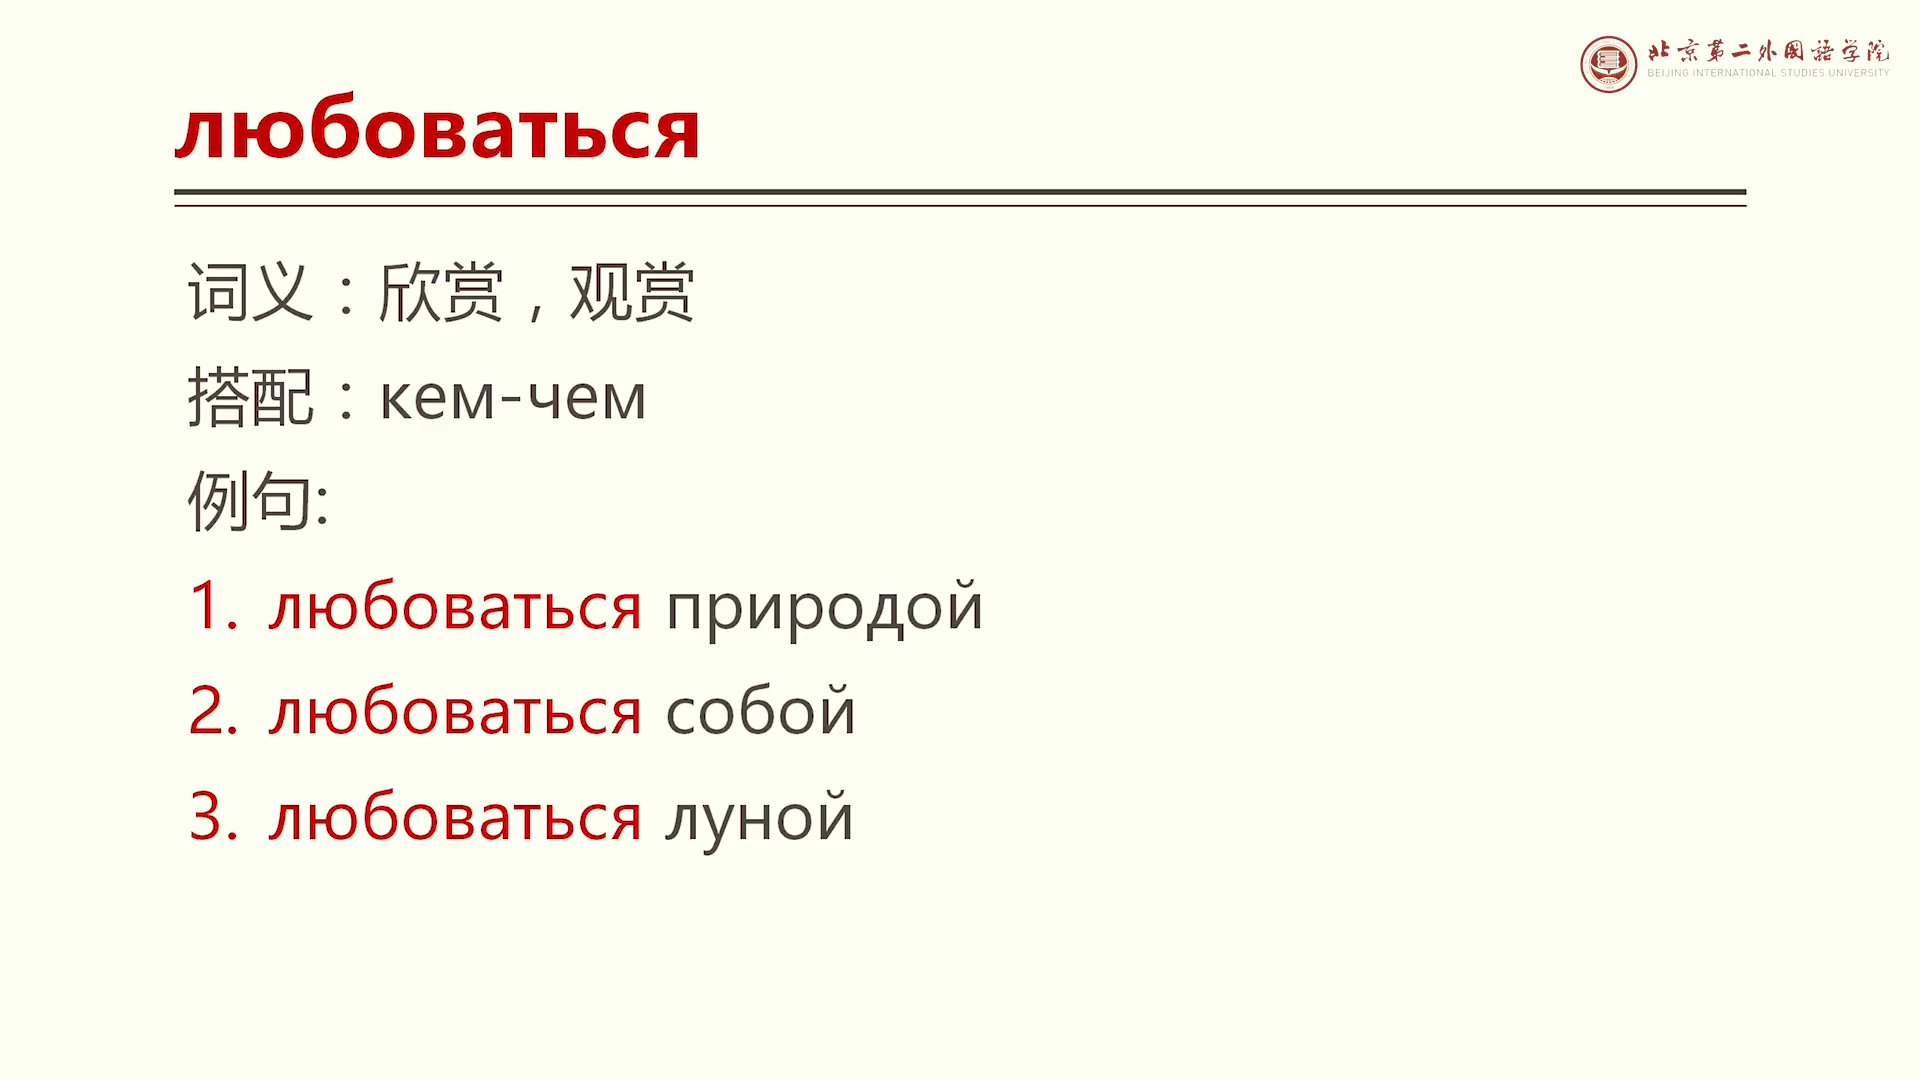 北京第二外国语学院
BEIJING INTERNATIONAL STUDIES UNIVERSITY
любоваться
词义：欣赏，观赏
搭配：кем-чем
例句:
1. любоваться природой
2. любоваться собой
3. любоваться луной